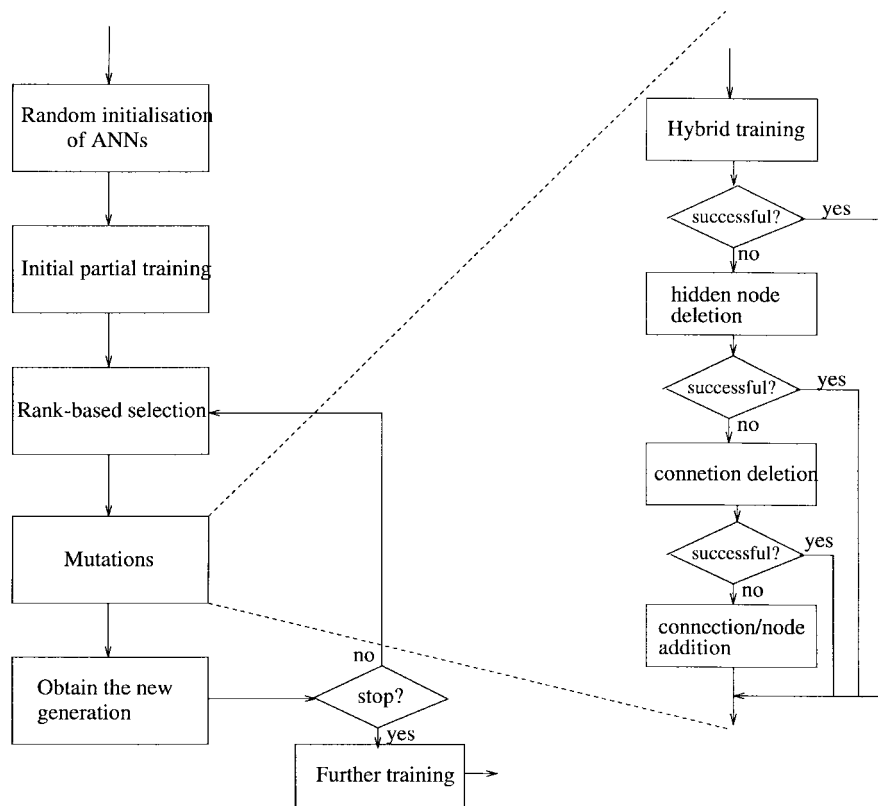 Random initialisation
of ANNs
Initial partial training
Rank-based selection
Mutations
Obtain the new
generation
stop?
no
yes
Further training
Hybrid training
successful?
yes
no
hidden node
deletion
successful?
yes
no
connetion deletion
successful?
yes
no
connection/node
addition